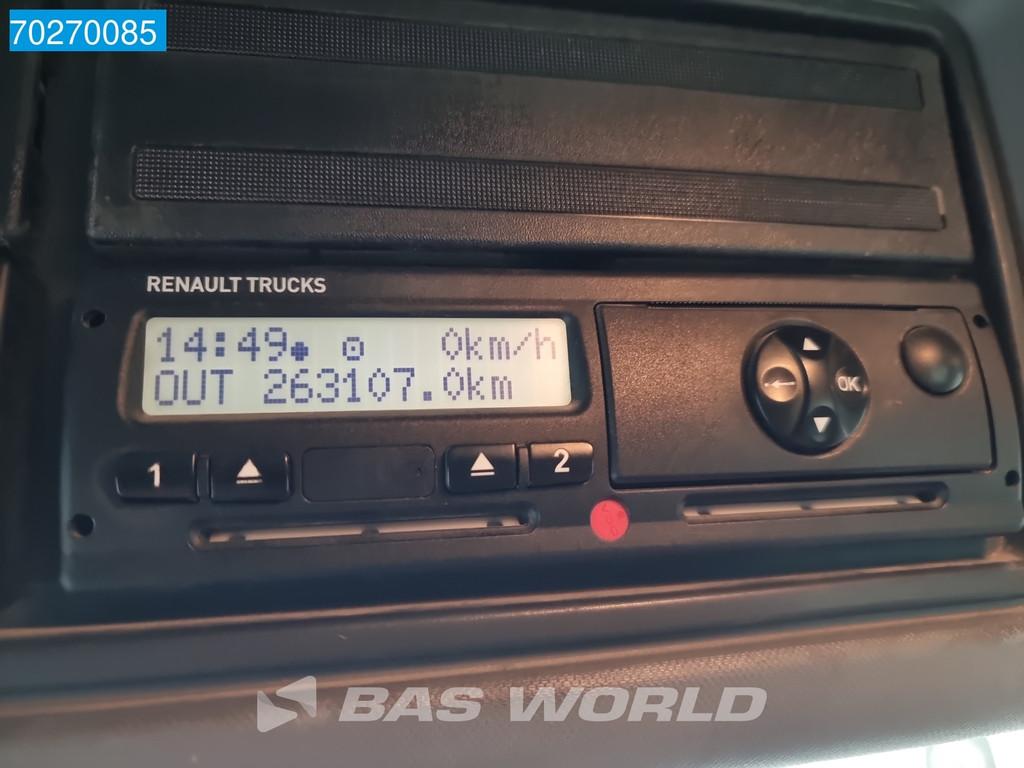 70270085
RENAULT TRUCKS
14:49 0km/h
OUT 263107.0km
1 2
OK
BAS WORLD